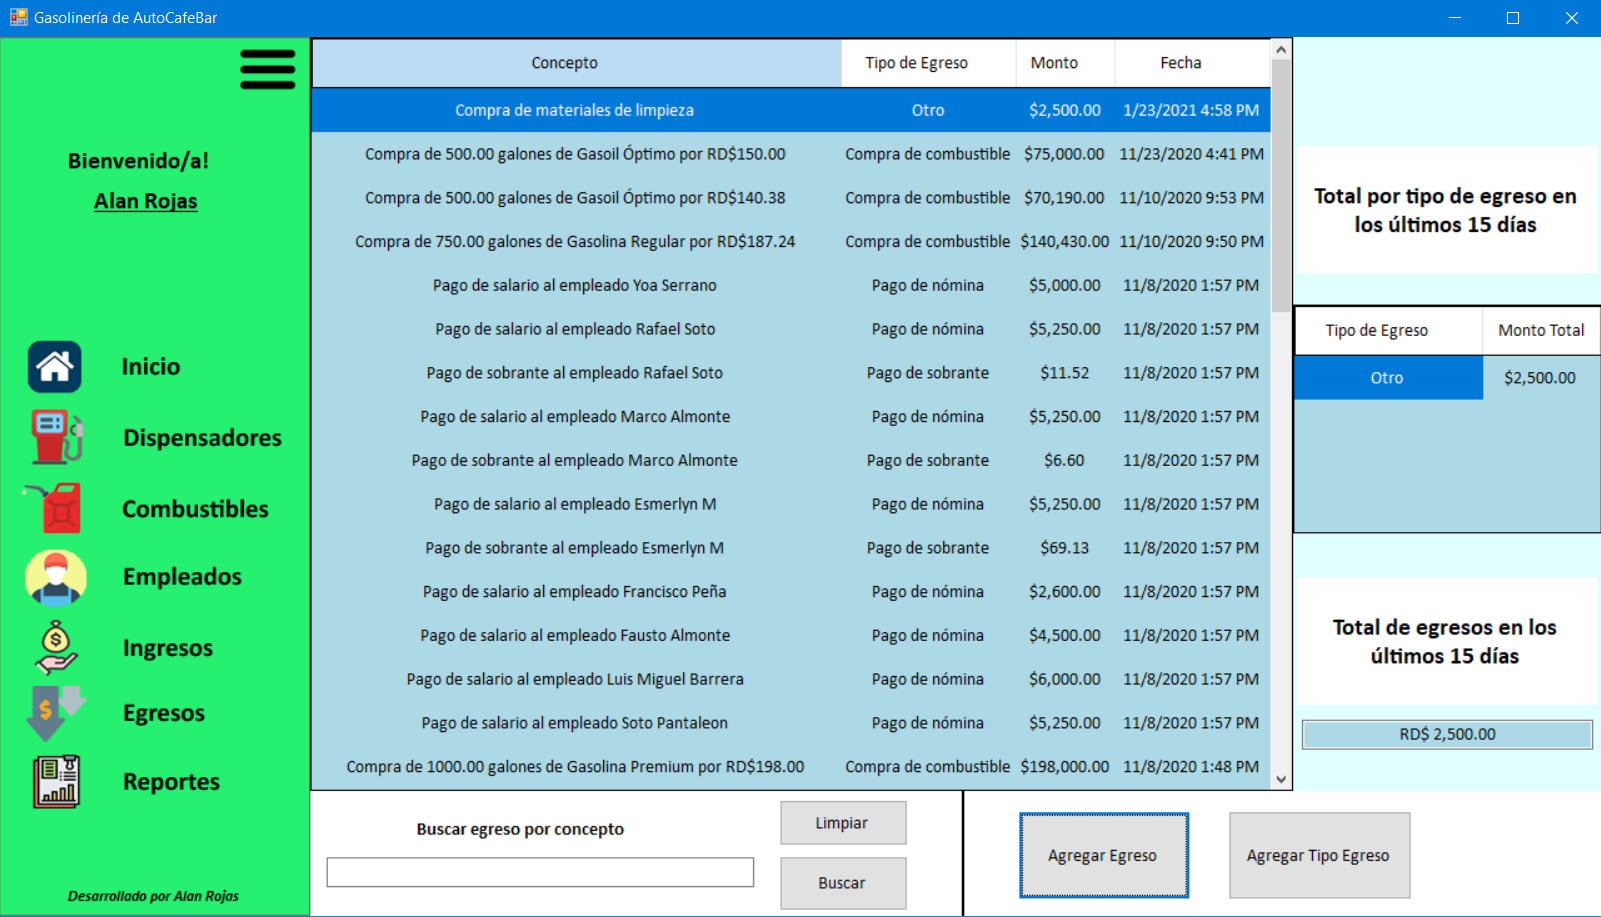 Gasolinería de AutoCafeBar
Bienvenido/a!
Alan Rojas
Inicio
Dispensadores
Combustibles
Empleados
Ingresos
Egresos
Reportes
Desarrollado por Alan Rojas
Concepto Tipo de Egreso Monto Fecha
Compra de materiales de limpieza Otro $2,500.00 1/23/2021 4:58 PM
Compra de 500.00 galones de Gasoil Óptimo por RD$150.00 Compra de combustible $75,000.00 11/23/2020 4:41 PM
Compra de 500.00 galones de Gasoil Óptimo por RD$140.38 Compra de combustible $70,190.00 11/10/2020 9:53 PM
Compra de 750.00 galones de Gasolina Regular por RD$187.24 Compra de combustible $140,430.00 11/10/2020 9:50 PM
Pago de salario al empleado Yoa Serrano Pago de nómina $5,000.00 11/8/2020 1:57 PM
Pago de salario al empleado Rafael Soto Pago de nómina $5,250.00 11/8/2020 1:57 PM
Pago de sobrante al empleado Rafael Soto Pago de sobrante $11.52 11/8/2020 1:57 PM
Pago de salario al empleado Marco Almonte Pago de nómina $5,250.00 11/8/2020 1:57 PM
Pago de sobrante al empleado Marco Almonte Pago de sobrante $6.60 11/8/2020 1:57 PM
Pago de salario al empleado Esmerlyn M Pago de nómina $5,250.00 11/8/2020 1:57 PM
Pago de sobrante al empleado Esmerlyn M Pago de sobrante $69.13 11/8/2020 1:57 PM
Pago de salario al empleado Francisco Peña Pago de nómina $2,600.00 11/8/2020 1:57 PM
Pago de salario al empleado Fausto Almonte Pago de nómina $4,500.00 11/8/2020 1:57 PM
Pago de salario al empleado Luis Miguel Barrera Pago de nómina $6,000.00 11/8/2020 1:57 PM
Pago de salario al empleado Soto Pantaleon Pago de nómina $5,250.00 11/8/2020 1:57 PM
Compra de 1000.00 galones de Gasolina Premium por RD$198.00 Compra de combustible $198,000.00 11/8/2020 1:48 PM
Buscar egreso por concepto
Limpiar
Buscar
Agregar Egreso
Agregar Tipo Egreso
Total por tipo de egreso en
los últimos 15 días
Tipo de Egreso Monto Total
Otro $2,500.00
Total de egresos en los
últimos 15 días
RD$ 2,500.00